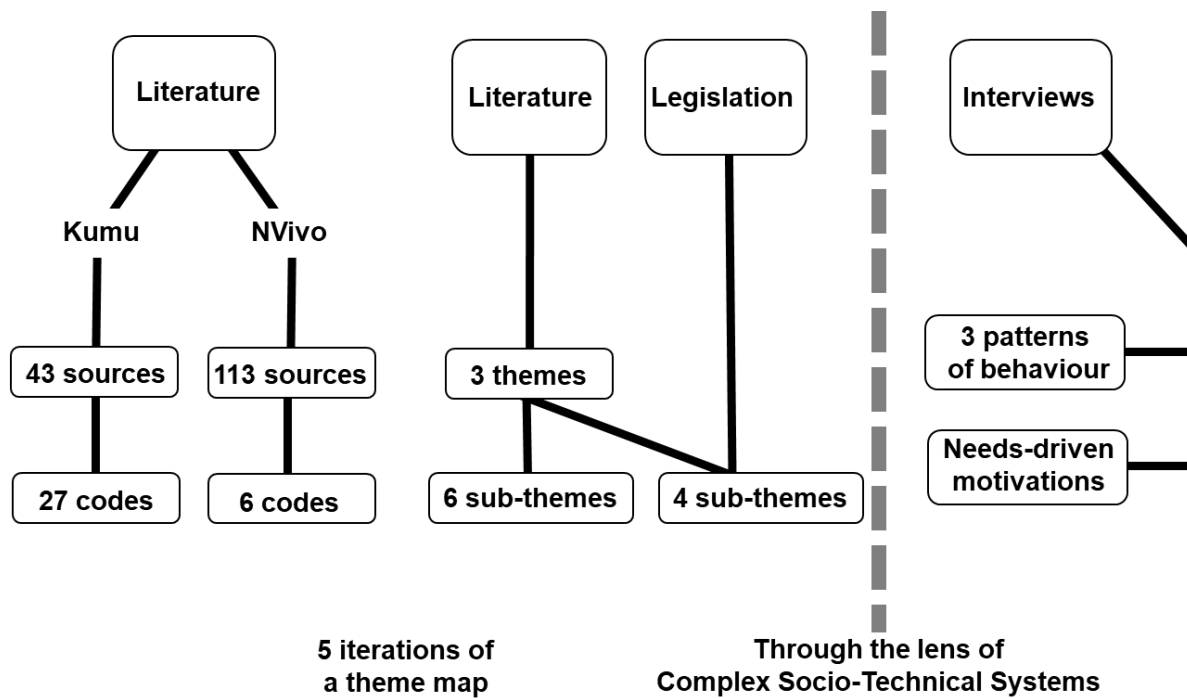 Literature
Kumu
NVivo
43 sources
113 sources
27 codes
6 codes
Literature
Legislation
3 themes
6 sub-themes
4 sub-themes
Interviews
3 patterns
of behaviour
Needs-driven
motivations
5 iterations of
a theme map
Through the lens of
Complex Socio-Technical Systems